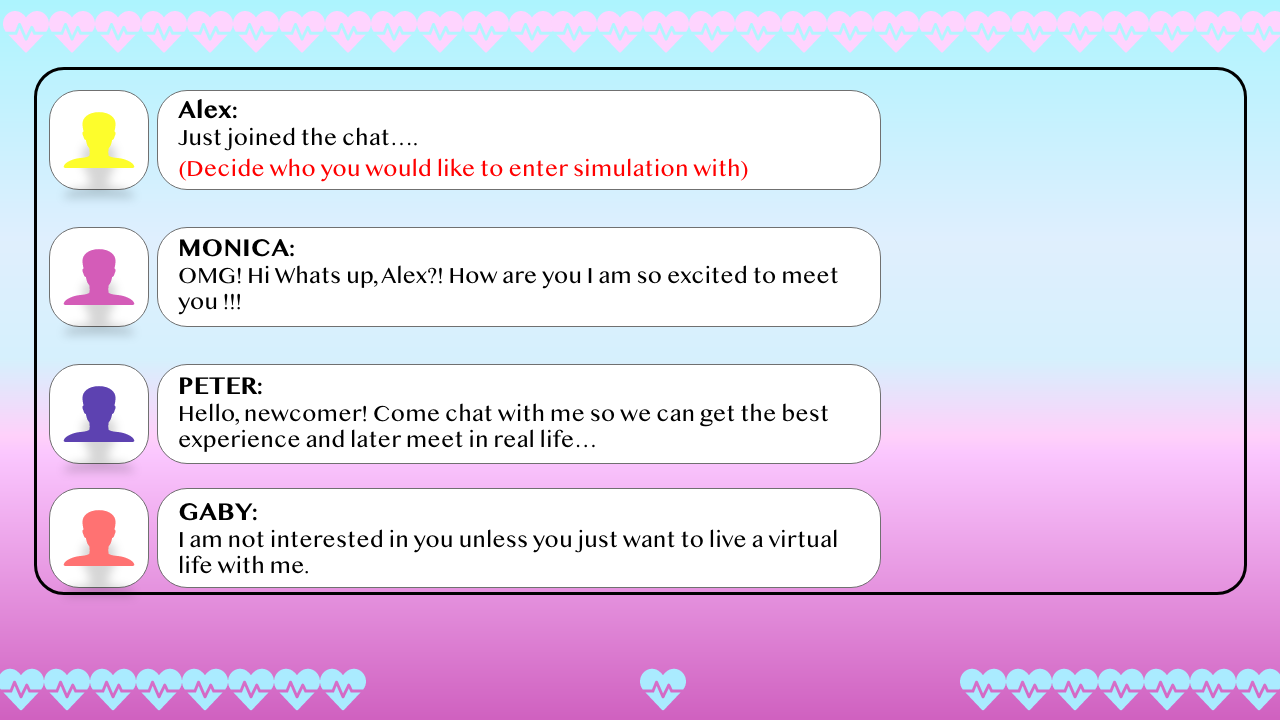 Alex:
Just joined the chat....
(Decide who you would like to enter simulation with)
MONICA:
OMG! Hi Whats up, Alex?! How are you I am so excited to meet
you !!!
PETER:
Hello, newcomer! Come chat with me so we can get the best
experience and later meet in real life...
GABY:
I am not interested in you unless you just want to live a virtual
life with me.